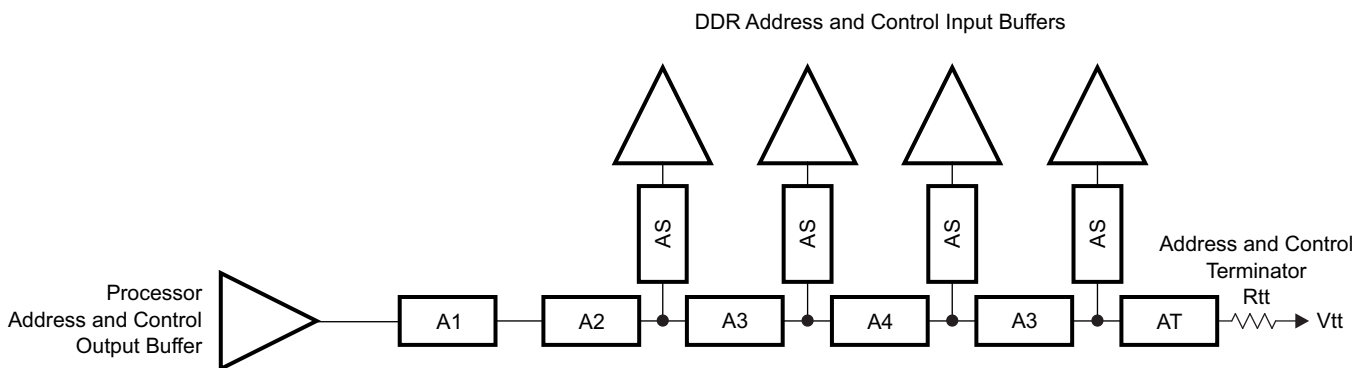 DDR Address and Control Input Buffers
AS
AS
AS
AS
Address and Control
Terminator
Rtt
Processor
Address and Control
Output Buffer
A1
A2
A3
A4
A3
AT
Vtt